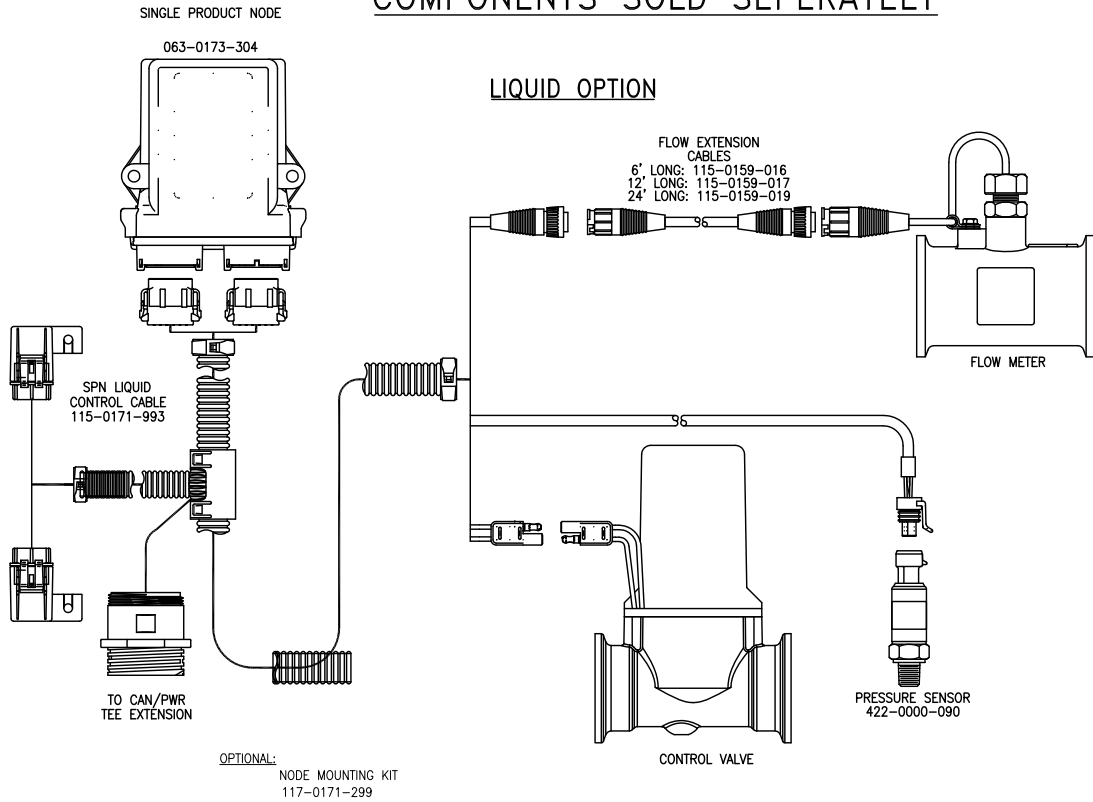 COMPONENTS SOLD SEPERATELY
SINGLE PRODUCT NODE
063-0173-304
LIQUID OPTION
FLOW EXTENSION
CABLES
6' LONG: 115-0159-016
12' LONG: 115-0159-017
24' LONG: 115-0159-019
FLOW METER
SPN LIQUID
CONTROL CABLE
115-0171-993
TO CAN/PWR
TEE EXTENSION
PRESSURE SENSOR
422-0000-090
CONTROL VALVE
OPTIONAL:
NODE MOUNTING KIT
117-0171-299